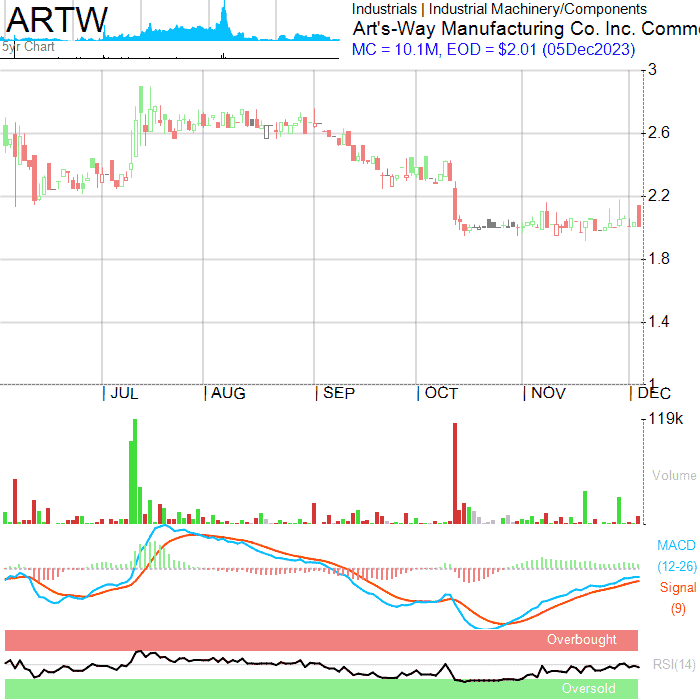 ARTW
5yr Chart
Industrials | Industrial Machinery/Components
Art's-Way Manufacturing Co. Inc. Comm
MC = 10.1M, EOD = $2.01 (05Dec2023)
3
2.6
2.2
1.8
1.4
1
| JUL | AUG | SEP | OCT | NOV | DEC
119k
Volume
MACD
(12-26)
Signal
(9)
Overbought
RSI(14)
Oversold